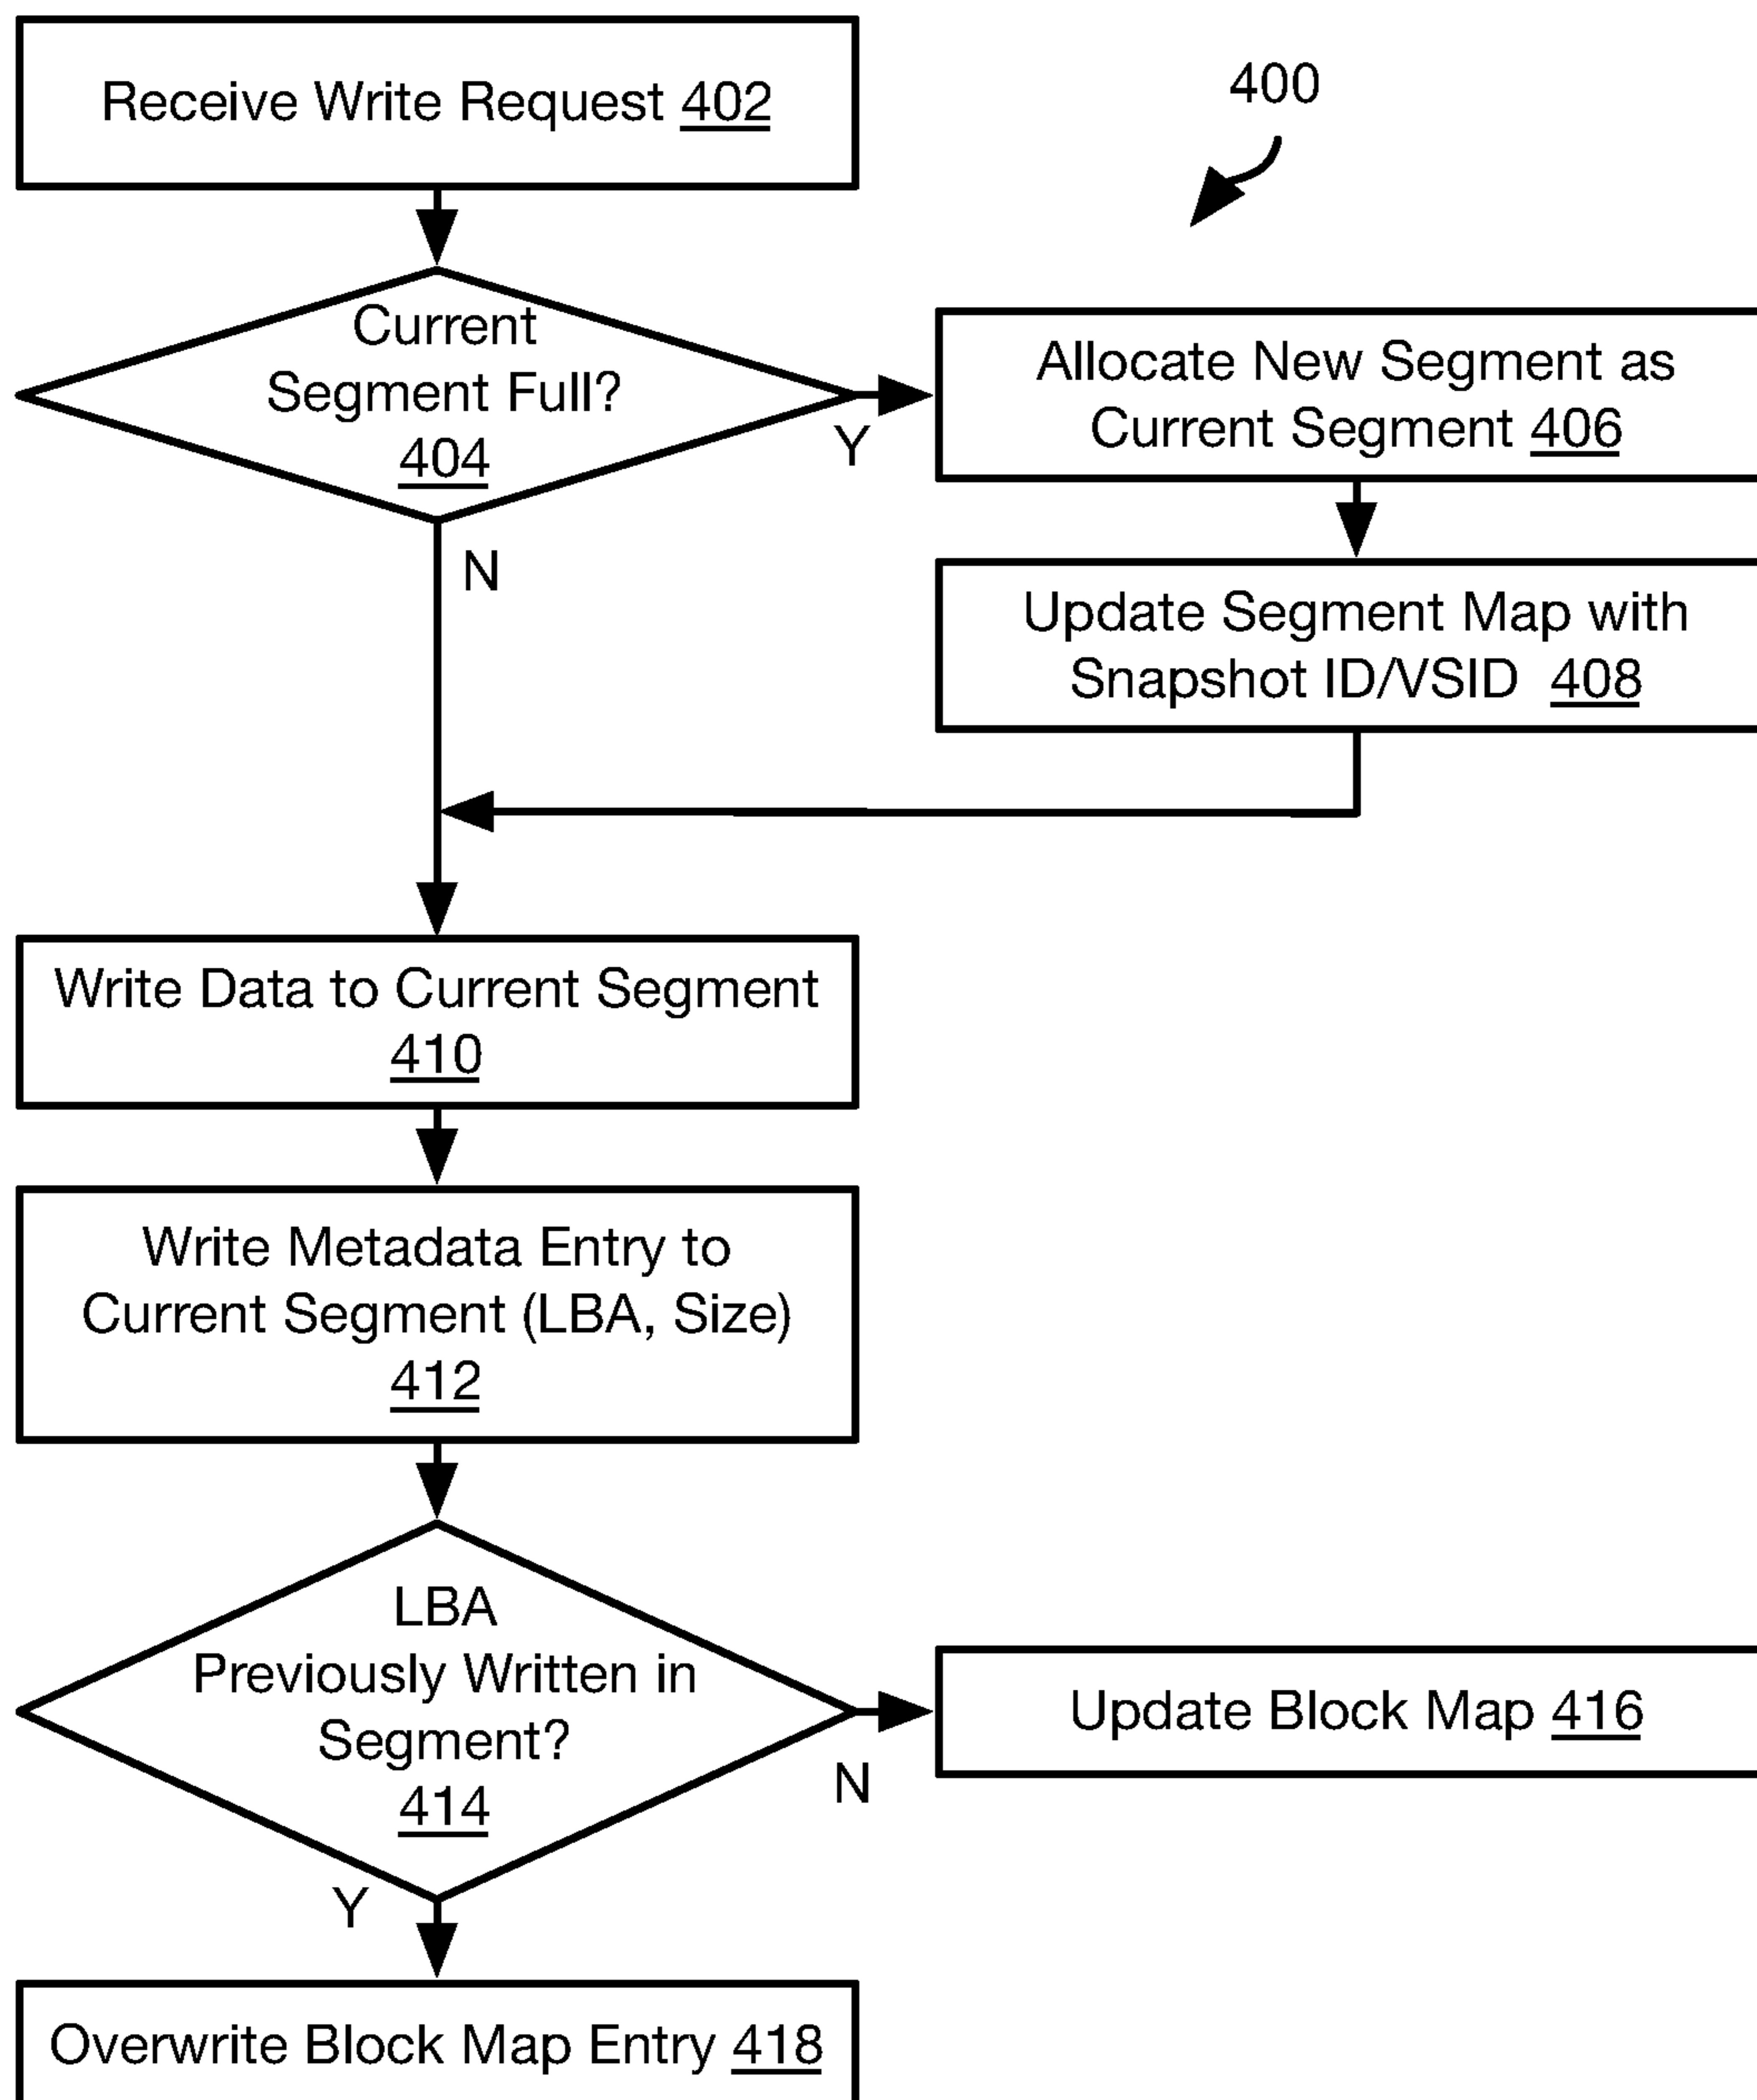 Receive Write Request 402
400
Current
Segment Full?
404
Y
N
Allocate New Segment as
Current Segment 406
Update Segment Map with
Snapshot ID/VSID 408
Write Data to Current Segment
410
Write Metadata Entry to
Current Segment (LBA, Size)
412
LBA
Previously Written in
Segment?
414
N
Y
Update Block Map 416
Overwrite Block Map Entry 418